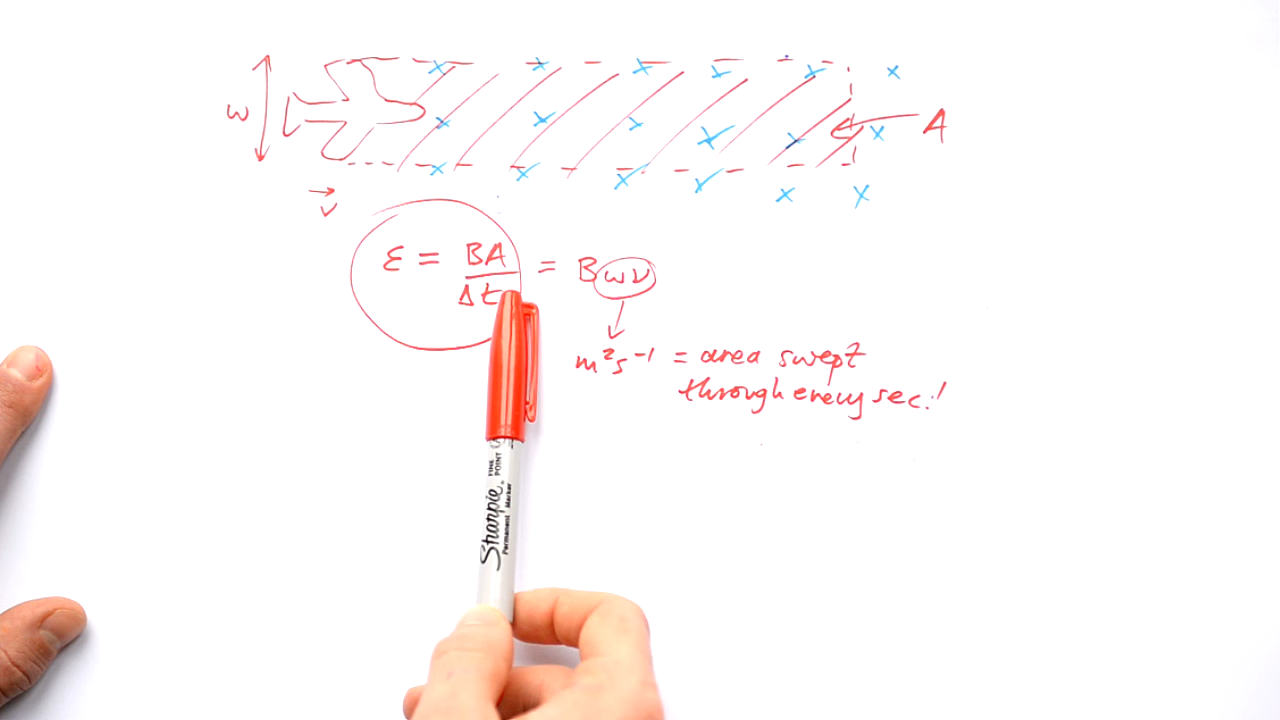 w
A
v
ε = BA/Δt = Bwv
m²s⁻¹ = area swept
through every sec.!
Sharpie
FINE POINT
Permanent Marker